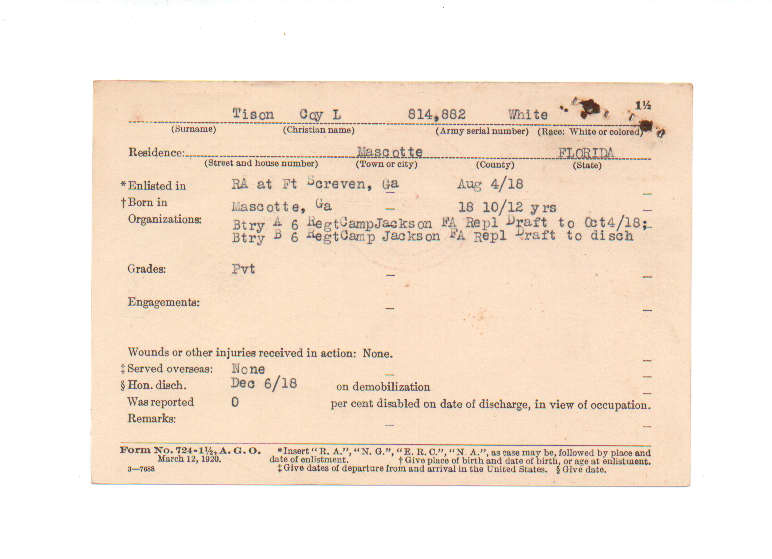 1½
Tison Coy L 814,882 White
(Surname) (Christian name) (Army serial number) (Race: White or colored)
Residence: Mascotte FLORIDA
(Street and house number) (Town or city) (County) (State)
*Enlisted in RA at Ft Screven, Ga Aug 4/18
†Born in Mascotte, Ga 18 10/12 yrs
Organizations: Btry A 6 RegtCampJackson FA Repl Draft to Oct4/18;
Btry B 6 RegtCamp Jackson FA Repl Draft to disch
Grades: Pvt
Engagements:
Wounds or other injuries received in action: None.
‡Served overseas: None
§Hon. disch. Dec 6/18 on demobilization
Was reported 0 per cent disabled on date of discharge, in view of occupation.
Remarks:
Form No. 724-1½, A. G. O. *Insert "R. A.", "N. G.", "E. R. C.", "N. A.", as case may be, followed by place and
March 12, 1920. date of enlistment. †Give place of birth and date of birth, or age at enlistment.
3—7688 ‡Give dates of departure from and arrival in the United States. §Give date.